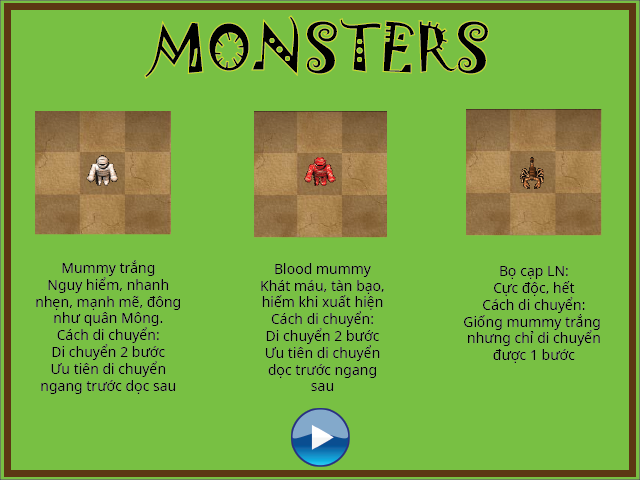 MONSTERS
Mummy trắng
Nguy hiểm, nhanh
nhẹn, mạnh mẽ, đông
như quân Mông.
Cách di chuyển:
Di chuyển 2 bước
Ưu tiên di chuyển
ngang trước dọc sau
Blood mummy
Khát máu, tàn bạo,
hiếm khi xuất hiện
Cách di chuyển:
Di chuyển 2 bước
Ưu tiên di chuyển
dọc trước ngang
sau
Bọ cạp LN:
Cực độc, hết
Cách di chuyển:
Giống mummy trắng
nhưng chỉ di chuyển
được 1 bước